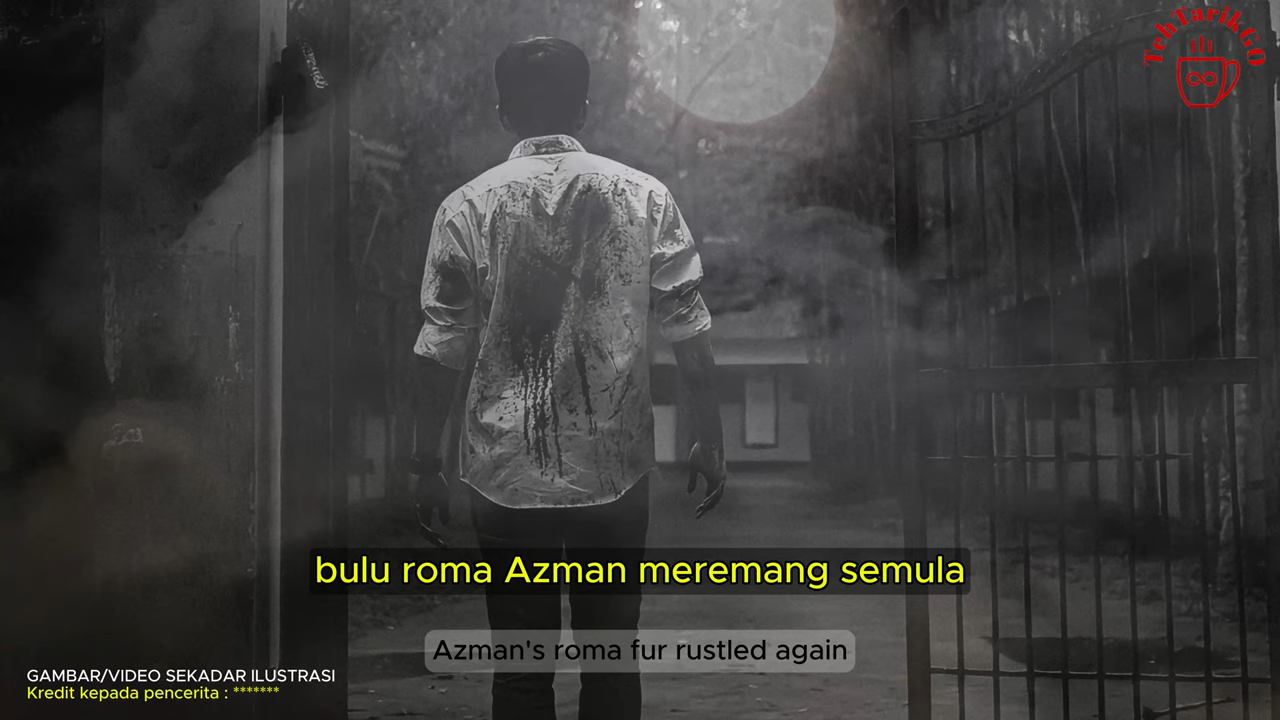 TehTarikGO
bulu roma Azman meremang semula
Azman's roma fur rustled again
GAMBAR/VIDEO SEKADAR ILUSTRASI
Kredit kepada pencerita : *******